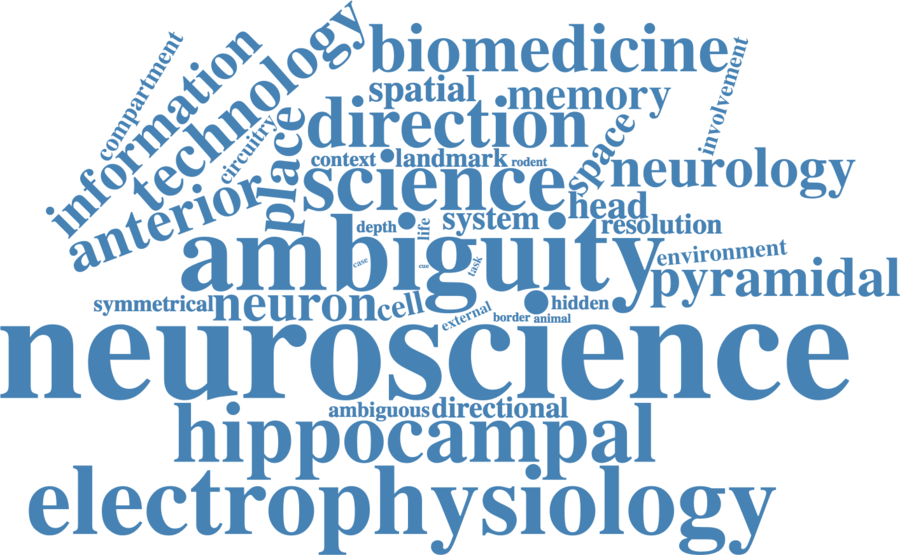 compartment
information
technology
biomedicine
involvement
spatial
memory
direction
circuitry
place
context
landmark
rodent
space
neurology
anterior
science
head
system
resolution
depth
life
ambiguity
environment
case
cue
task
pyramidal
symmetrical
neuron
cell
external
border
animal
hidden
neuroscience
ambiguous
directional
hippocampal
electrophysiology